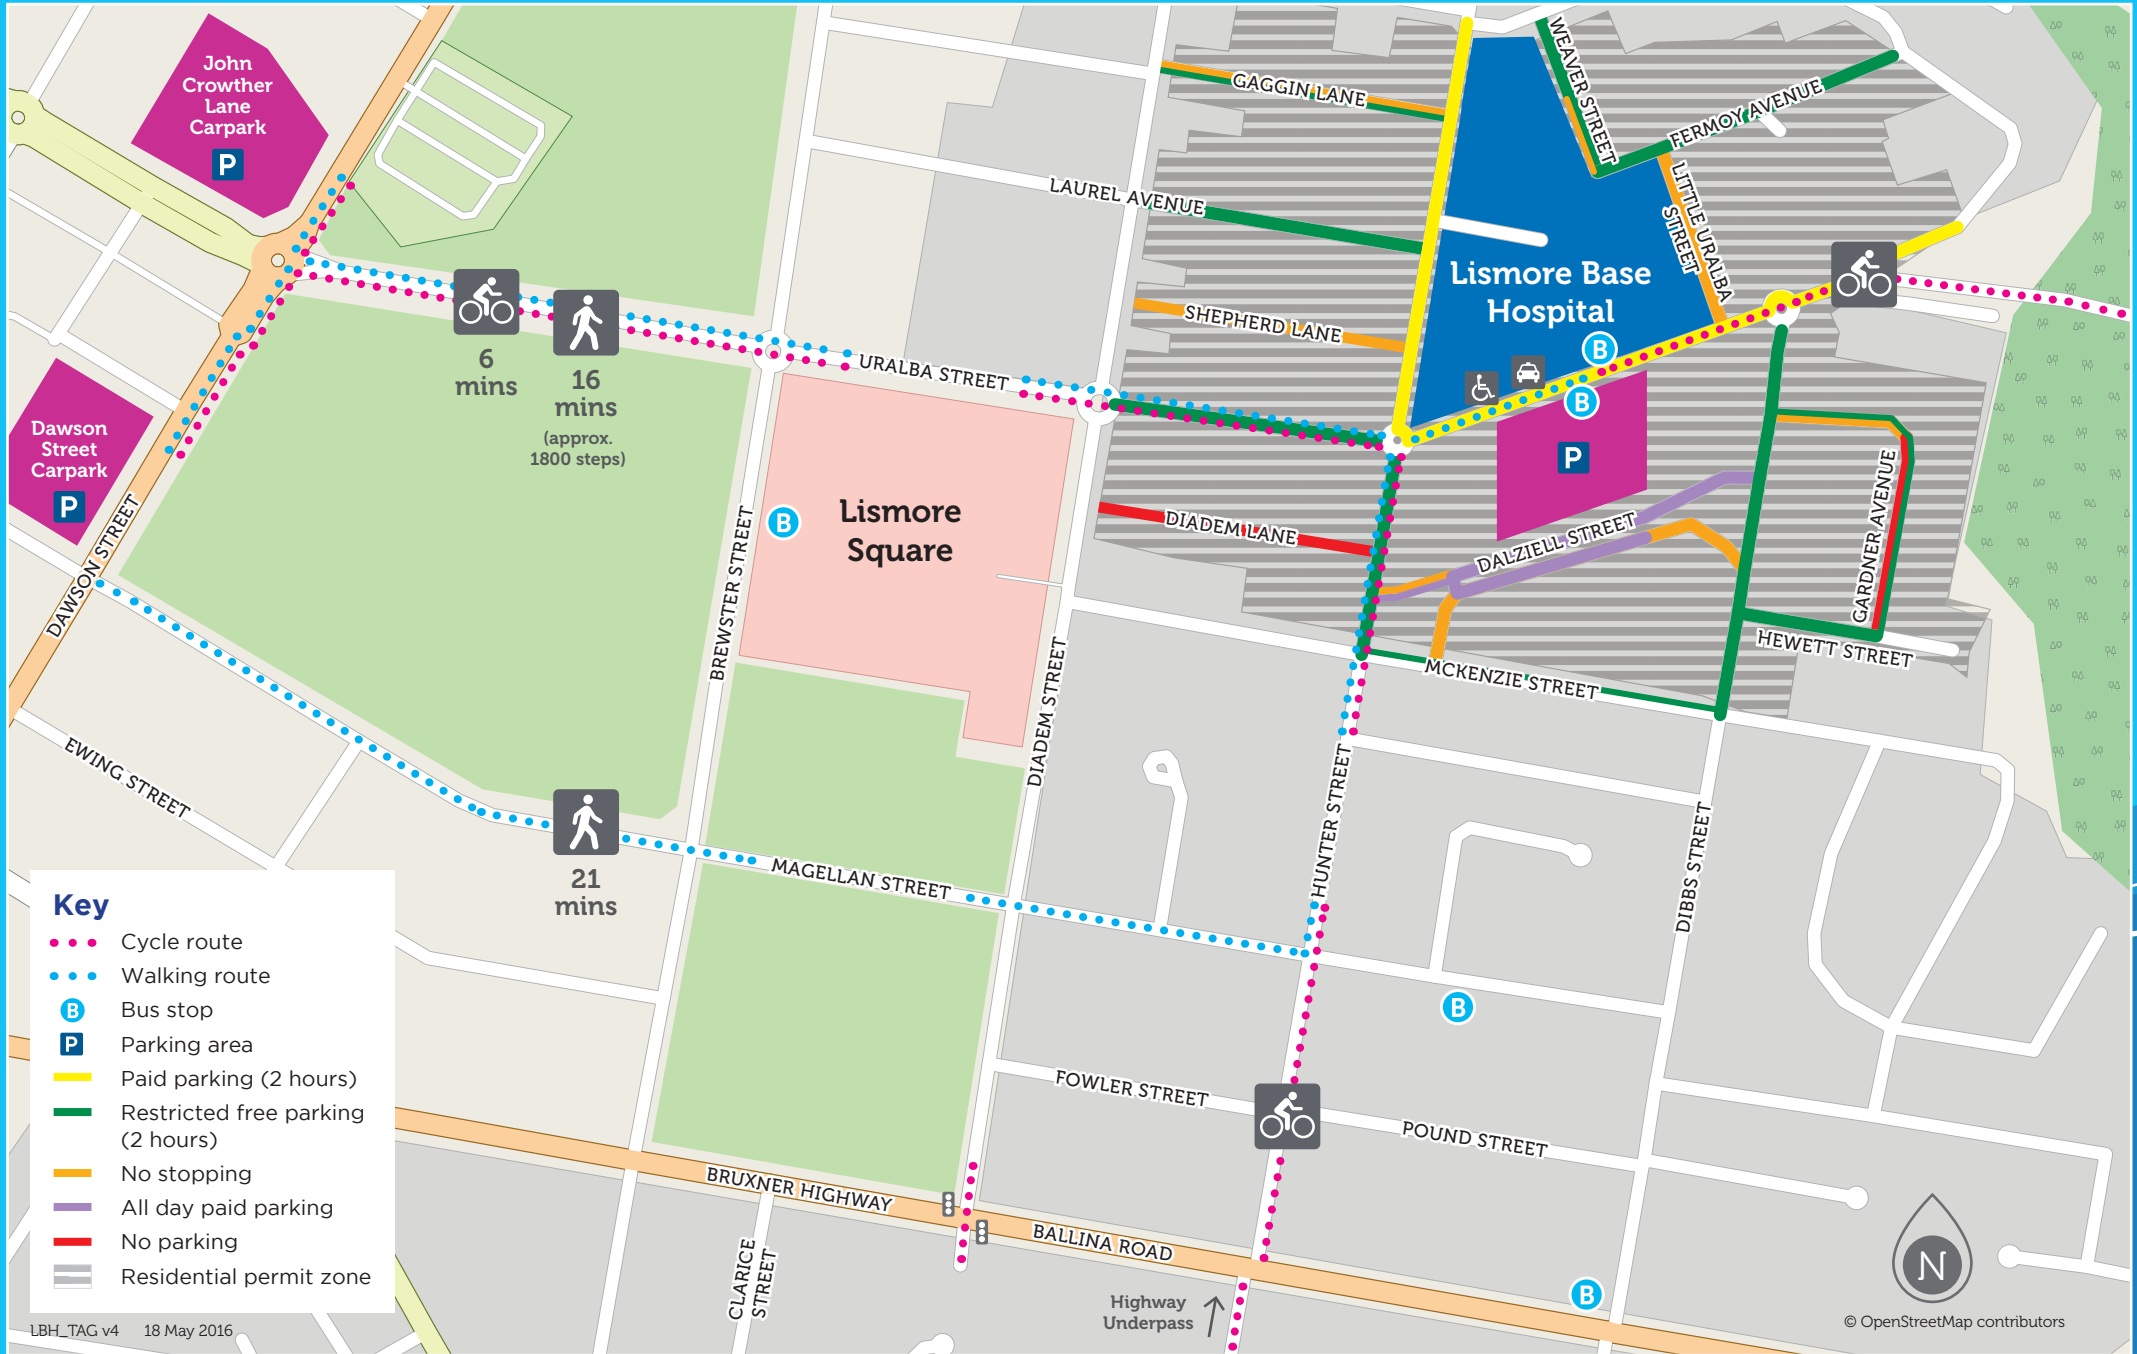 John
Crowther
Lane
Carpark
P
GAGGIN LANE
WEAVER STREET
FERMOY AVENUE
LAUREL AVENUE
LITTLE URALBA
STREET
Lismore Base
Hospital
SHEPHERD LANE
6
mins
16
mins
(approx.
1800 steps)
URALBA STREET
B
B
Dawson
Street
Carpark
P
P
Lismore
Square
B
DIADEM LANE
DALZIELL STREET
GARDNER AVENUE
DAWSON STREET
BREWSTER STREET
DIADEM STREET
HEWETT STREET
MCKENZIE STREET
EWING STREET
HUNTER STREET
DIBBS STREET
21
mins
MAGELLAN STREET
B
FOWLER STREET
POUND STREET
BRUXNER HIGHWAY
BALLINA ROAD
CLARICE
STREET
Highway
Underpass
B
N
Key
Cycle route
Walking route
B Bus stop
P Parking area
Paid parking (2 hours)
Restricted free parking
(2 hours)
No stopping
All day paid parking
No parking
Residential permit zone
LBH_TAG v4 18 May 2016
© OpenStreetMap contributors